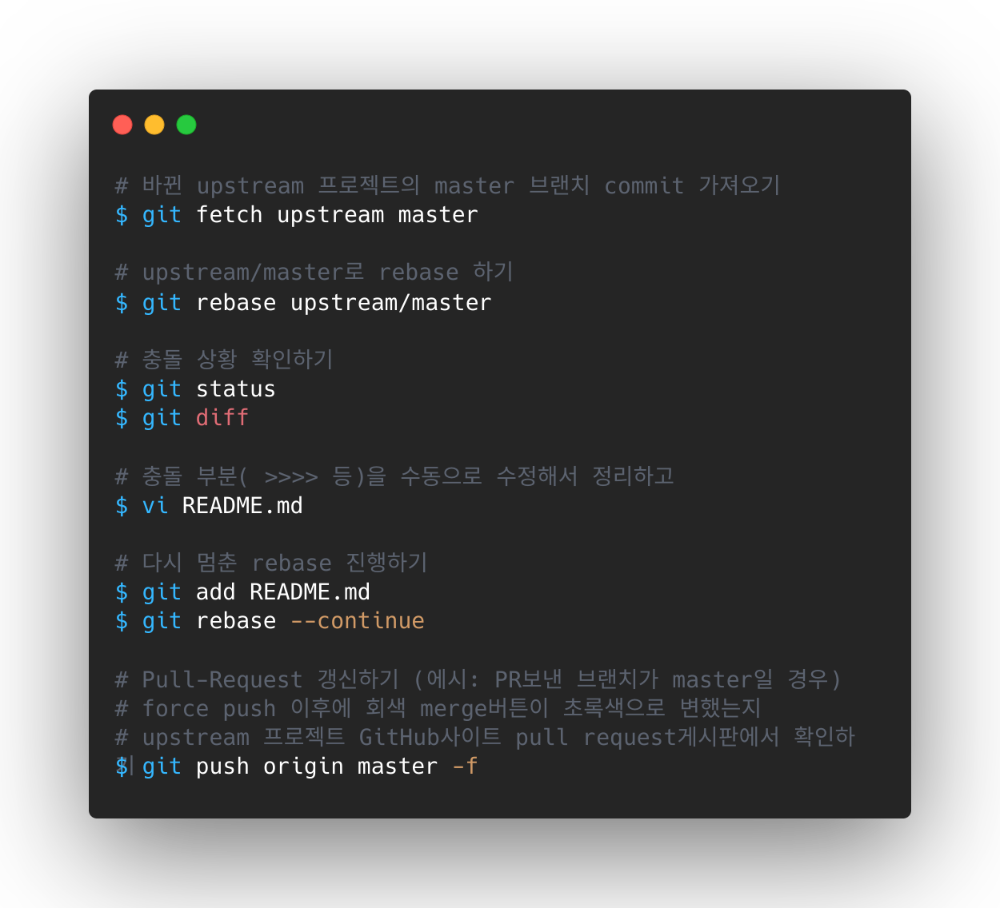 # 바뀐 upstream 프로젝트의 master 브랜치 commit 가져오기
$ git fetch upstream master
# upstream/master로 rebase 하기
$ git rebase upstream/master
# 충돌 상황 확인하기
$ git status
$ git diff
# 충돌 부분( >>>> 등)을 수동으로 수정해서 정리하고
$ vi README.md
# 다시 멈춘 rebase 진행하기
$ git add README.md
$ git rebase --continue
# Pull-Request 갱신하기 (에시: PR보낸 브랜치가 master일 경우)
# force push 이후에 회색 merge버튼이 초록색으로 변했는지
# upstream 프로젝트 GitHub사이트 pull request게시판에서 확인하
$ git push origin master -f